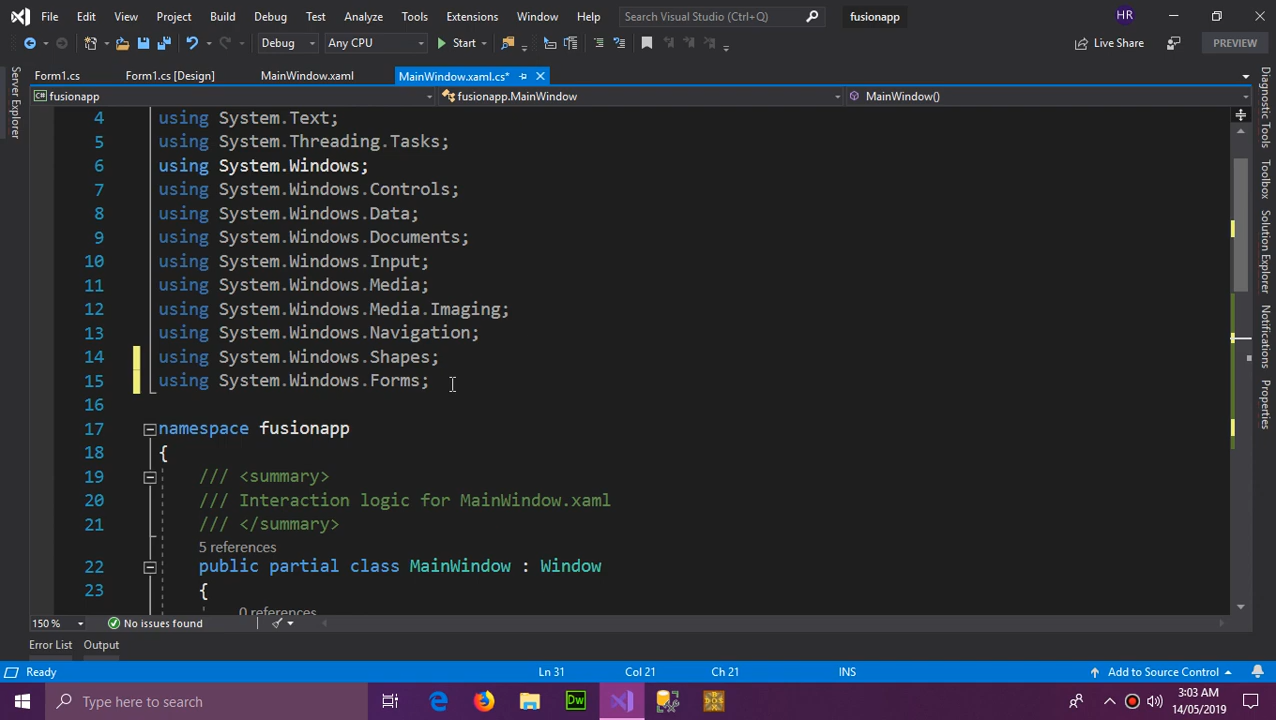 File Edit View Project Build Debug Test Analyze Tools Extensions Window Help Search Visual Studio (Ctrl+Q) fusionapp HR
Debug Any CPU Start Live Share PREVIEW
Form1.cs Form1.cs [Design] MainWindow.xaml MainWindow.xaml.cs*
fusionapp fusionapp.MainWindow MainWindow()
4 using System.Text;
5 using System.Threading.Tasks;
6 using System.Windows;
7 using System.Windows.Controls;
8 using System.Windows.Data;
9 using System.Windows.Documents;
10 using System.Windows.Input;
11 using System.Windows.Media;
12 using System.Windows.Media.Imaging;
13 using System.Windows.Navigation;
14 using System.Windows.Shapes;
15 using System.Windows.Forms;
16
17 namespace fusionapp
18 {
19 /// <summary>
20 /// Interaction logic for MainWindow.xaml
21 /// </summary>
5 references
22 public partial class MainWindow : Window
23 {
0 references
150 % No issues found
Error List Output
Ready Ln 31 Col 21 Ch 21 INS Add to Source Control
Type here to search Dw DOS 3:03 AM
14/05/2019
Server Explorer
Diagnostic Tools
Toolbox
Solution Explorer
Notifications
Properties